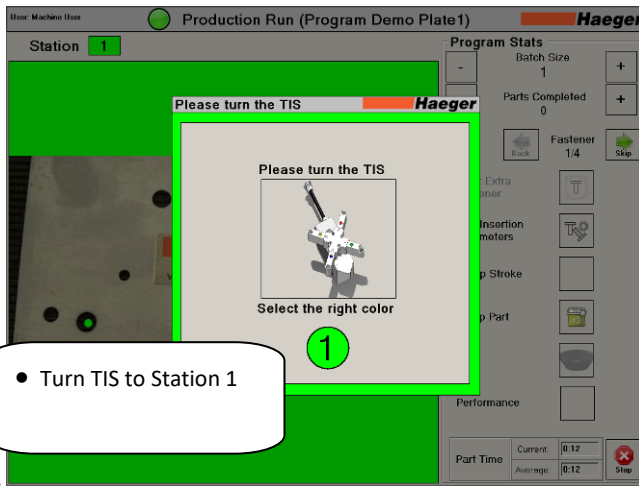 User: Machine User
Production Run (Program Demo Plate1)
Haeger
Station 1
Program Stats
- Batch Size +
1
Parts Completed +
0
Back
Fastener
1/4
Skip
Please turn the TIS
Haeger
Please turn the TIS
Select the right color
1
Extra
Insertion
Stroke
Part
Performance
Part Time
Current: 0:12
Average: 0:12
Stop
• Turn TIS to Station 1